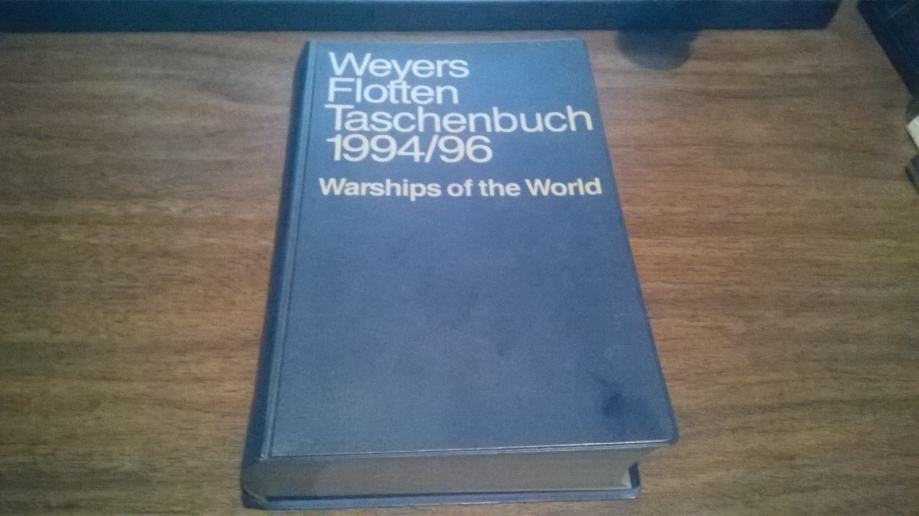 Weyers
Flotten
Taschenbuch
1994/96
Warships of the World